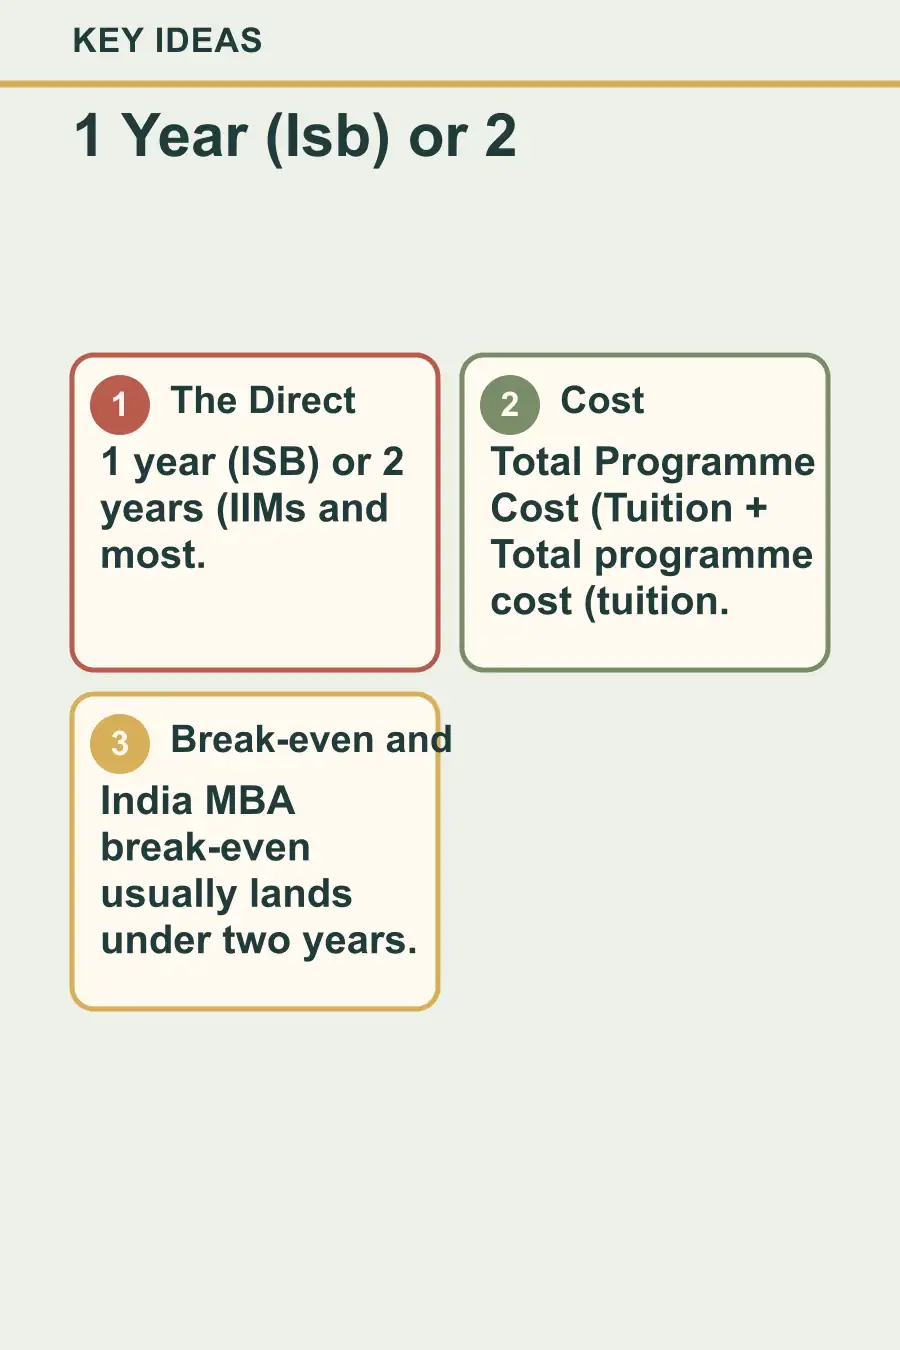 KEY IDEAS
1 Year (Isb) or 2
1 The Direct
1 year (ISB) or 2
years (IIMs and
most.
2 Cost
Total Programme
Cost (Tuition +
Total programme
cost (tuition.
3 Break-even and
India MBA
break-even
usually lands
under two years.